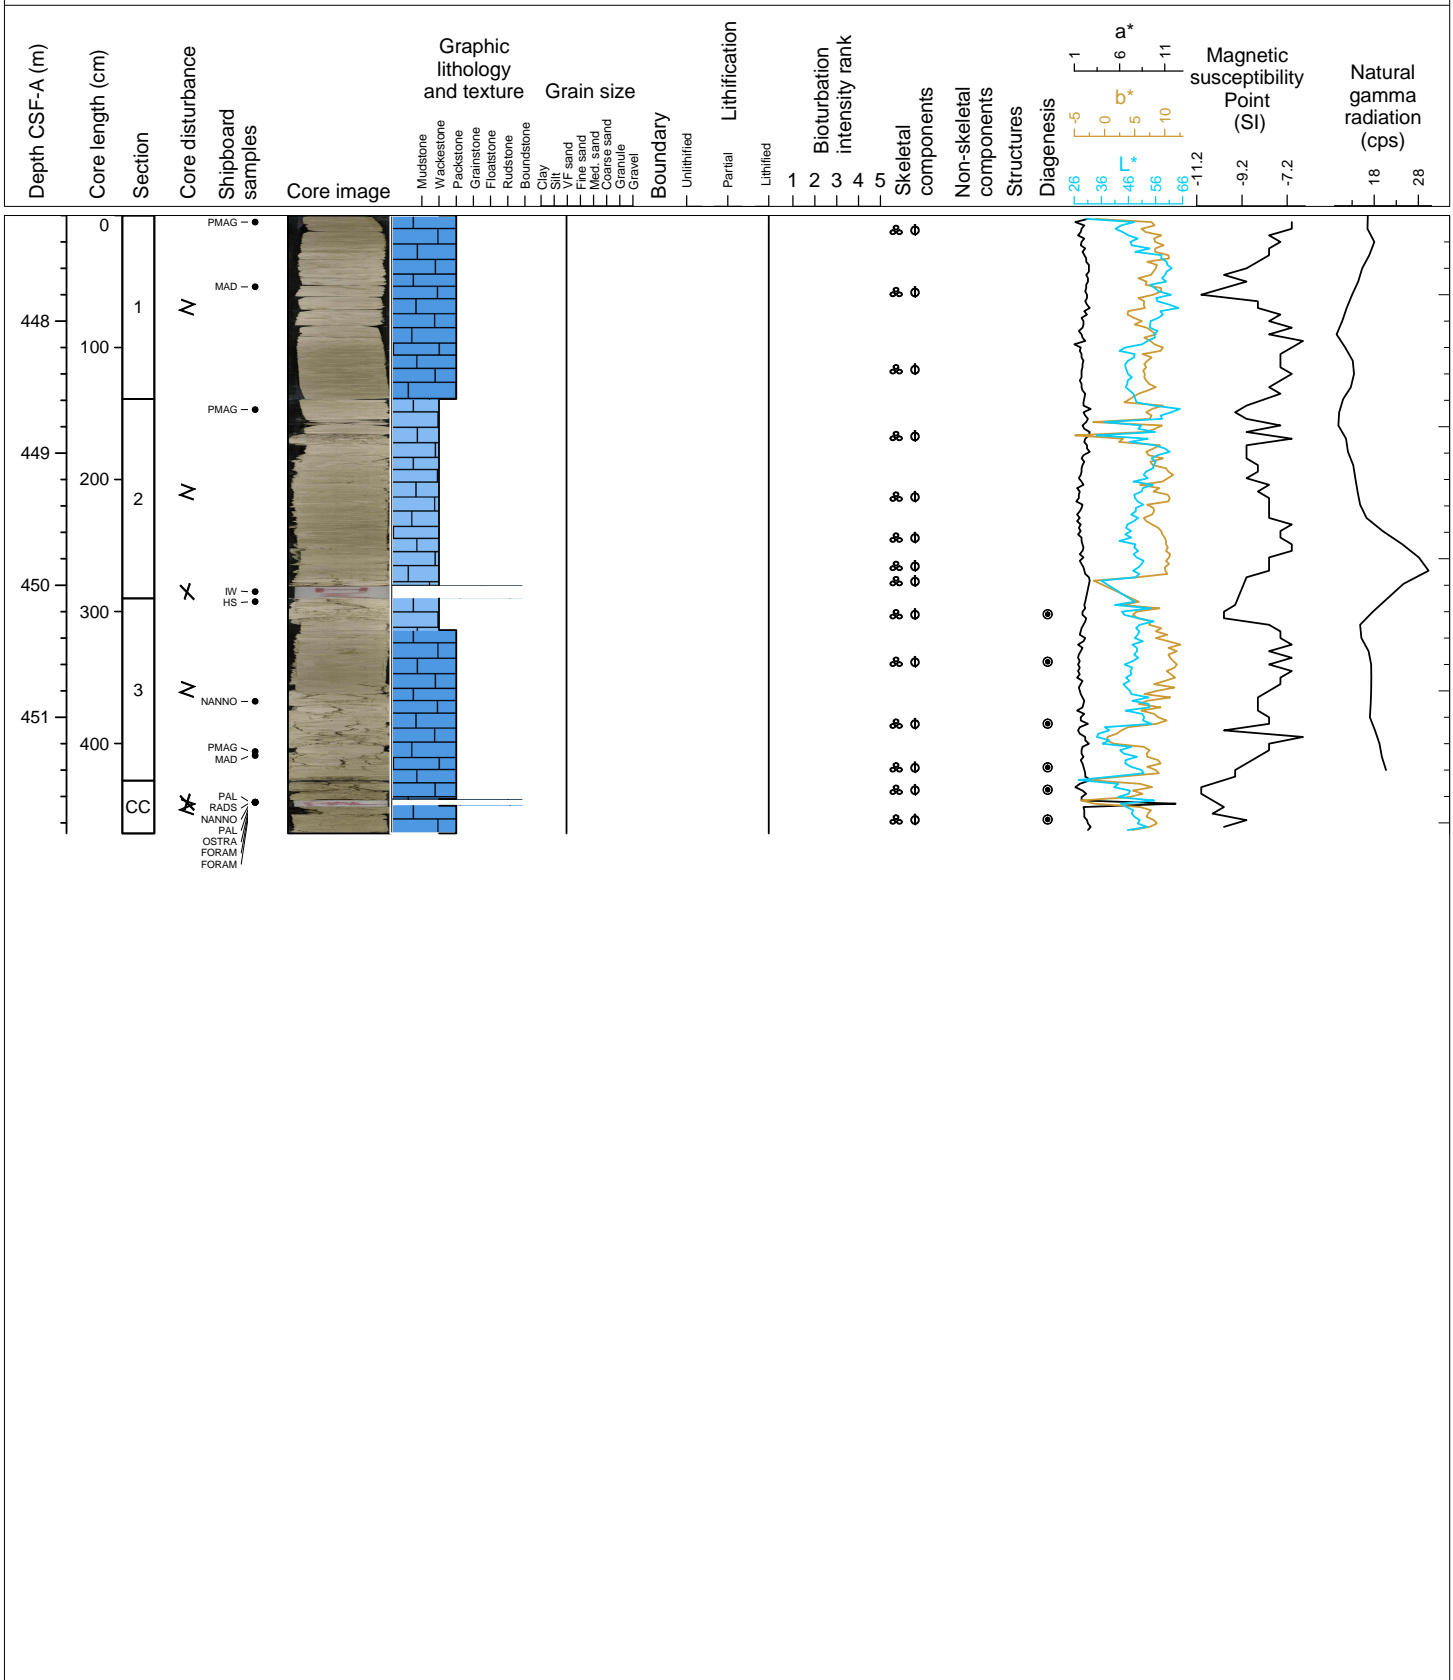 Depth CSF-A (m)
Core length (cm)
Section
Core disturbance
Shipboard
samples
Core image
Graphic
lithology
and texture
Mudstone
Wackestone
Packstone
Grainstone
Floatstone
Rudstone
Boundstone
Grain size
Clay
Silt
VF sand
Fine sand
Med. sand
Coarse sand
Granule
Gravel
Boundary
Lithification
Unlithified
Partial
Lithified
Bioturbation
intensity rank
1 2 3 4 5
Skeletal
components
Non-skeletal
components
Structures
Diagenesis
a*
1 6 11
b*
-5 0 5 10
L*
26 36 46 56 66
Magnetic
susceptibility
Point
(SI)
-11.2 -9.2 -7.2
Natural
gamma
radiation
(cps)
18 28
0
PMAG
MAD
1
448
100
PMAG
449
200
2
450
IW
HS
300
3
NANNO
451
PMAG
400
MAD
PAL
CC
RADS
NANNO
PAL
OSTRA
FORAM
FORAM